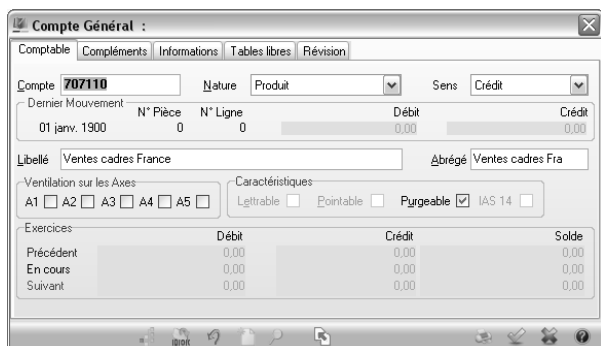 Compte Général :
Comptable Compléments Informations Tables libres Révision
Compte 707110 Nature Produit Sens Crédit
Dernier Mouvement N° Pièce N° Ligne Débit Crédit
01 janv. 1900 0 0 0,00 0,00
Libellé Ventes cadres France Abrégé Ventes cadres Fra
Ventilation sur les Axes Caractéristiques
A1 A2 A3 A4 A5 Lettrable Pointable Purgeable IAS 14
Exercices Débit Crédit Solde
Précédent 0,00 0,00 0,00
En cours 0,00 0,00 0,00
Suivant 0,00 0,00 0,00